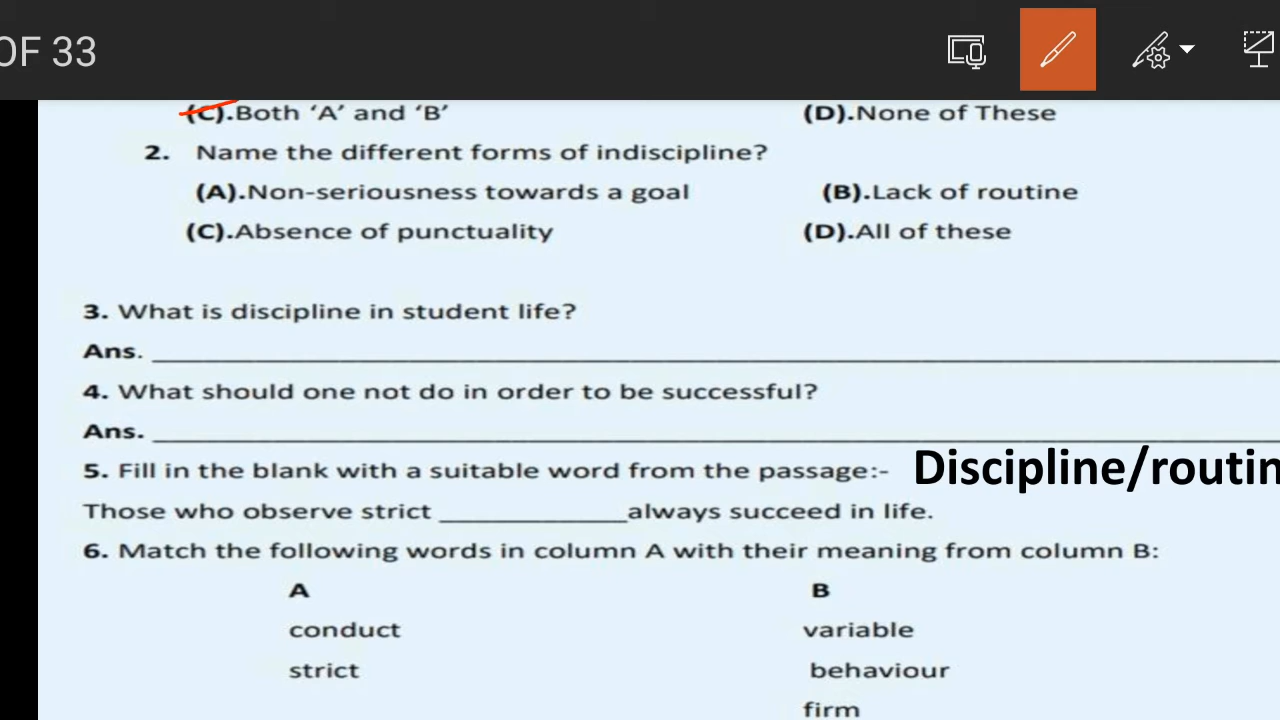 OF 33
(C).Both ‘A’ and ‘B’ (D).None of These
2. Name the different forms of indiscipline?
(A).Non-seriousness towards a goal (B).Lack of routine
(C).Absence of punctuality (D).All of these
3. What is discipline in student life?
Ans. ____________________
4. What should one not do in order to be successful?
Ans. ____________________
5. Fill in the blank with a suitable word from the passage:- Discipline/routin
Those who observe strict ____________always succeed in life.
6. Match the following words in column A with their meaning from column B:
A B
conduct variable
strict behaviour
firm